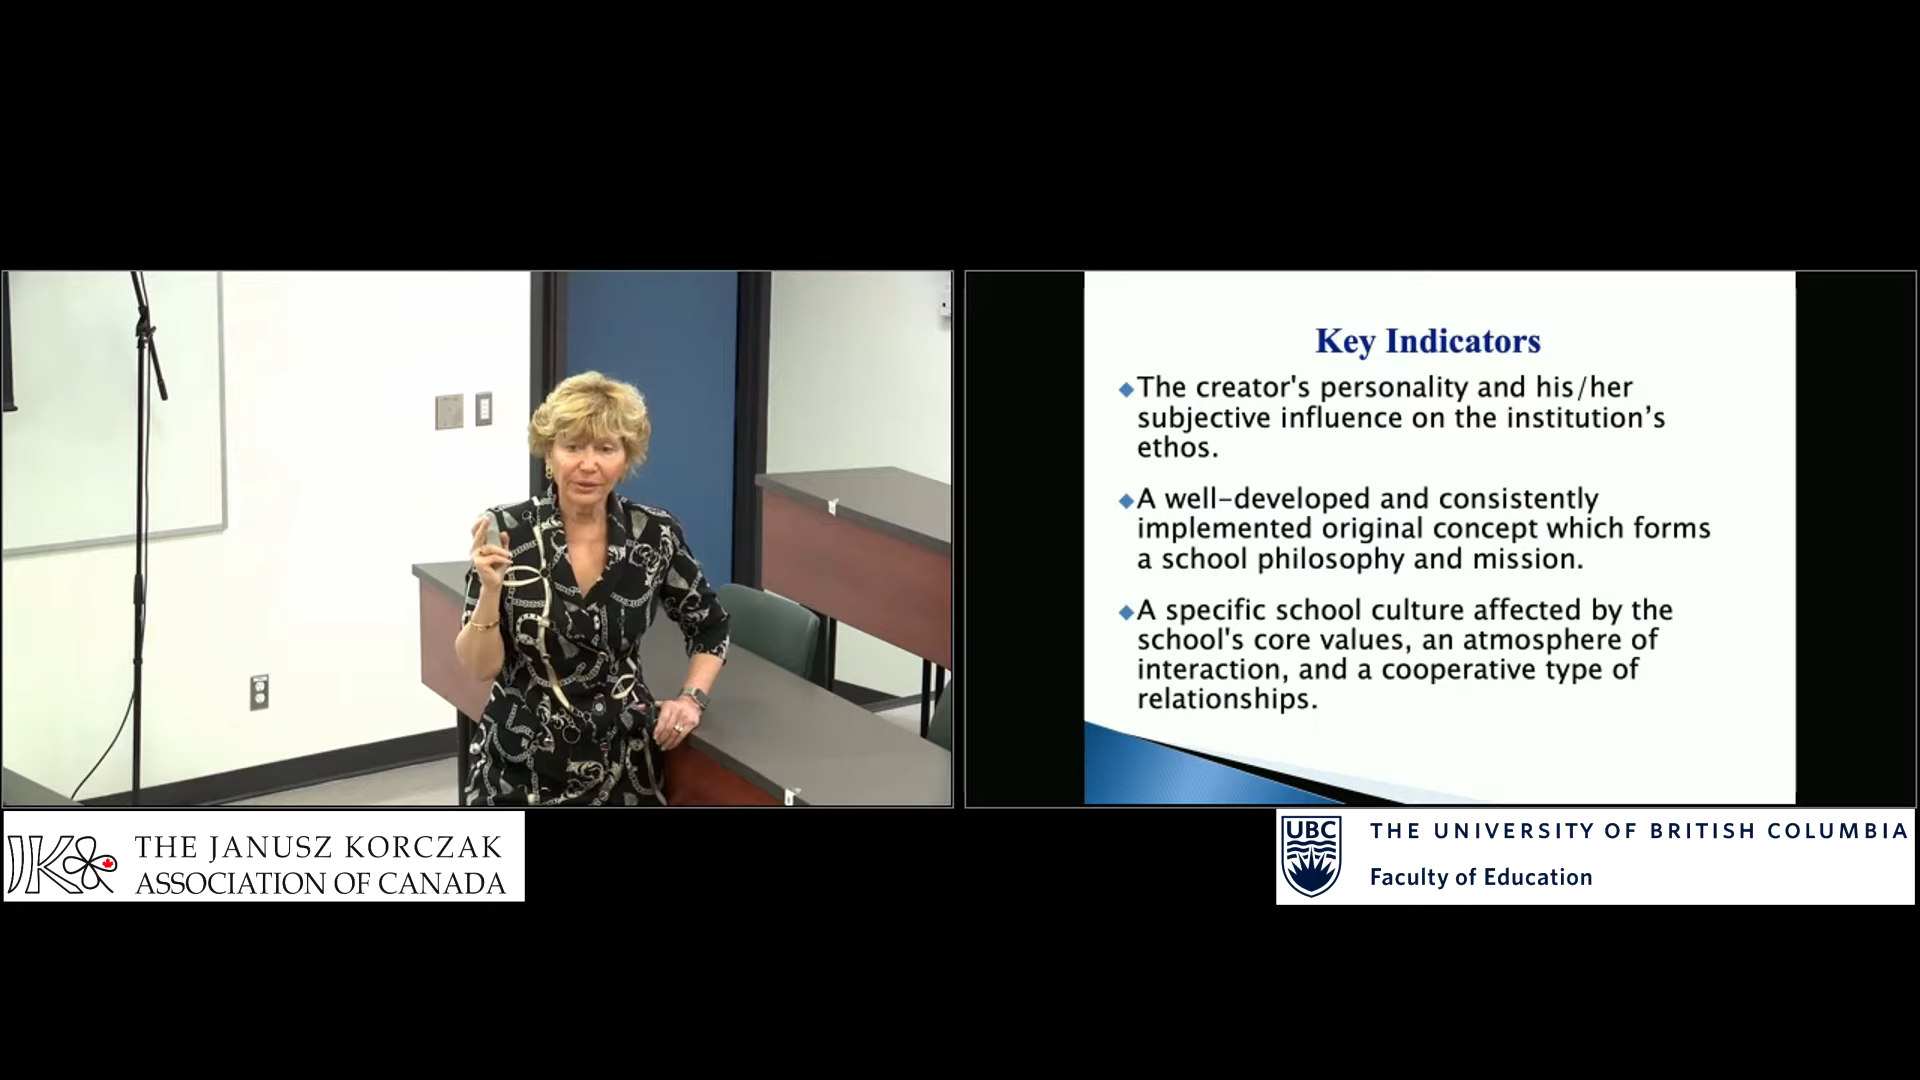 Key Indicators
The creator's personality and his/her
subjective influence on the institution’s
ethos.
A well-developed and consistently
implemented original concept which forms
a school philosophy and mission.
A specific school culture affected by the
school's core values, an atmosphere of
interaction, and a cooperative type of
relationships.
JK
THE JANUSZ KORCZAK
ASSOCIATION OF CANADA
UBC
THE UNIVERSITY OF BRITISH COLUMBIA
Faculty of Education